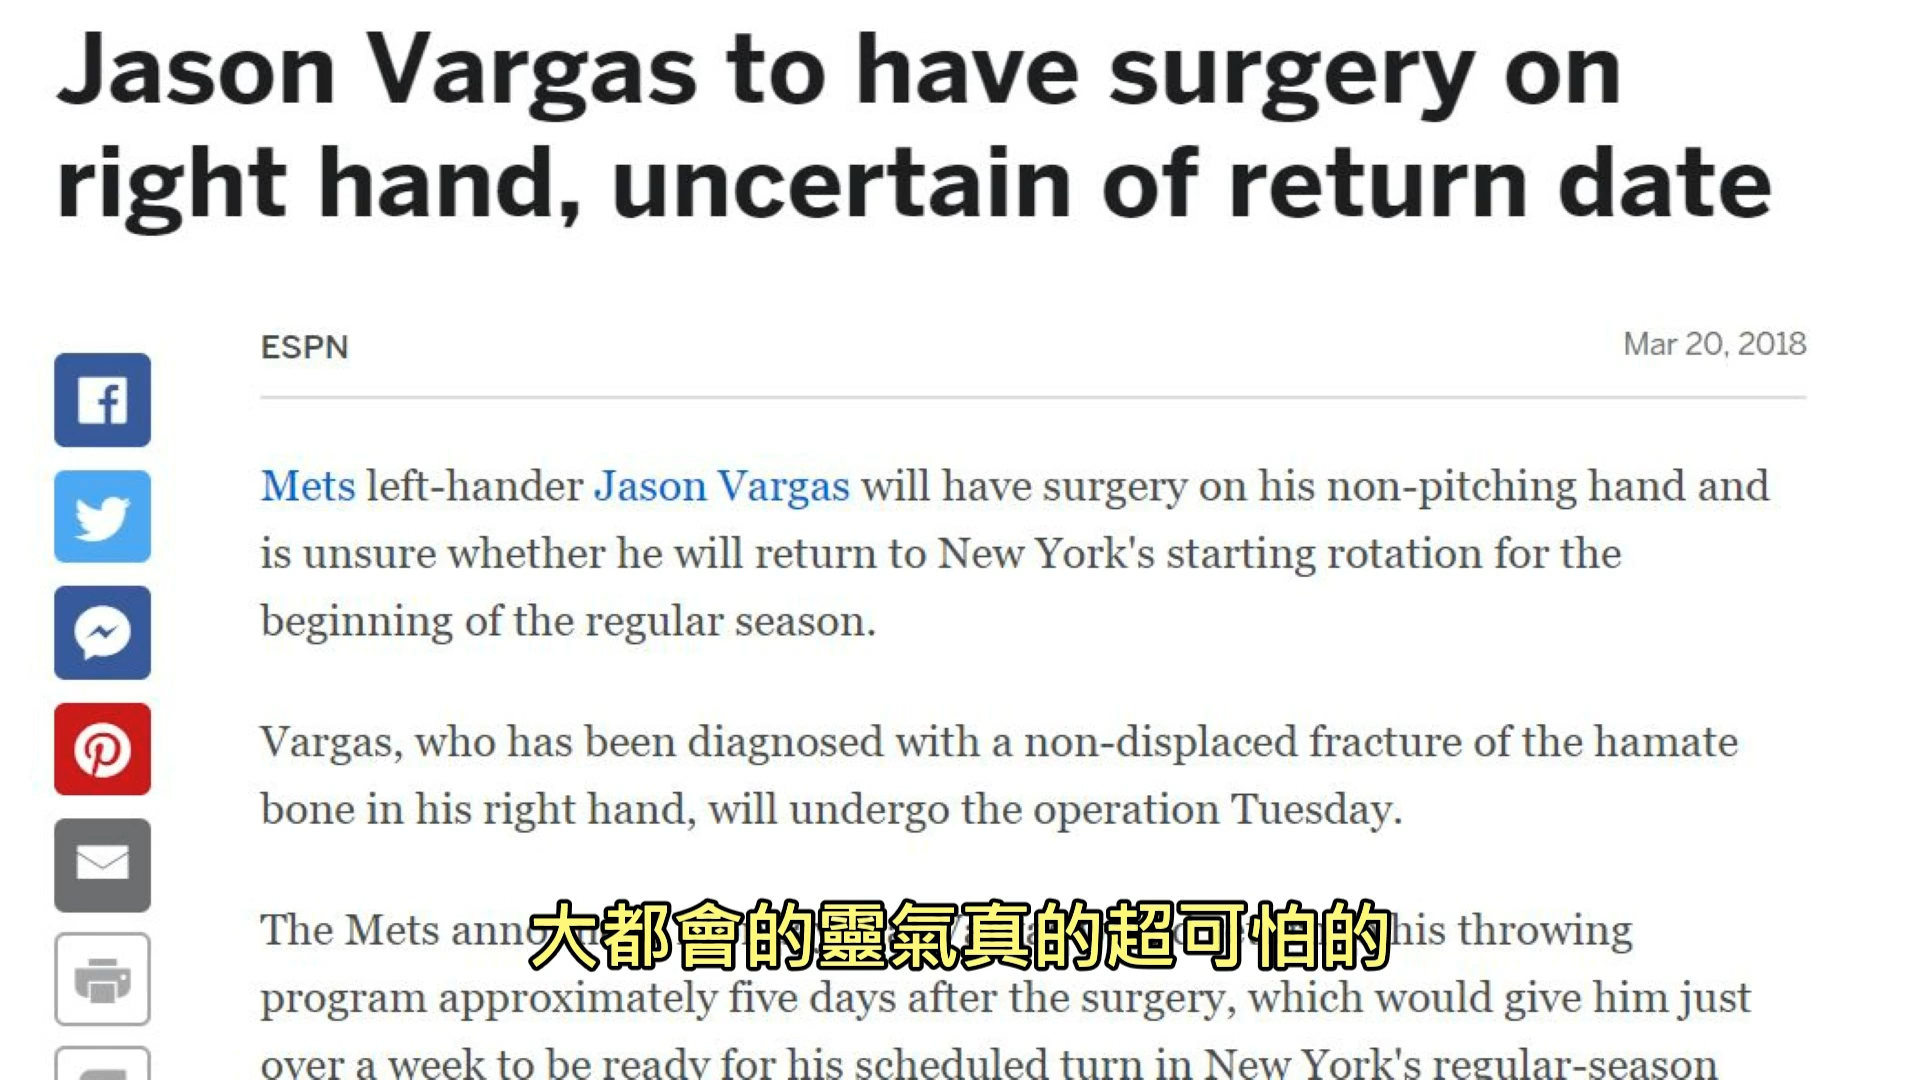 Jason Vargas to have surgery on
right hand, uncertain of return date
ESPN
Mar 20, 2018
Mets left-hander Jason Vargas will have surgery on his non-pitching hand and
is unsure whether he will return to New York's starting rotation for the
beginning of the regular season.
Vargas, who has been diagnosed with a non-displaced fracture of the hamate
bone in his right hand, will undergo the operation Tuesday.
The Mets his throwing
大都會的靈氣真的超可怕的
program approximately five days after the surgery, which would give him just
over a week to be ready for his scheduled turn in New York's regular-season